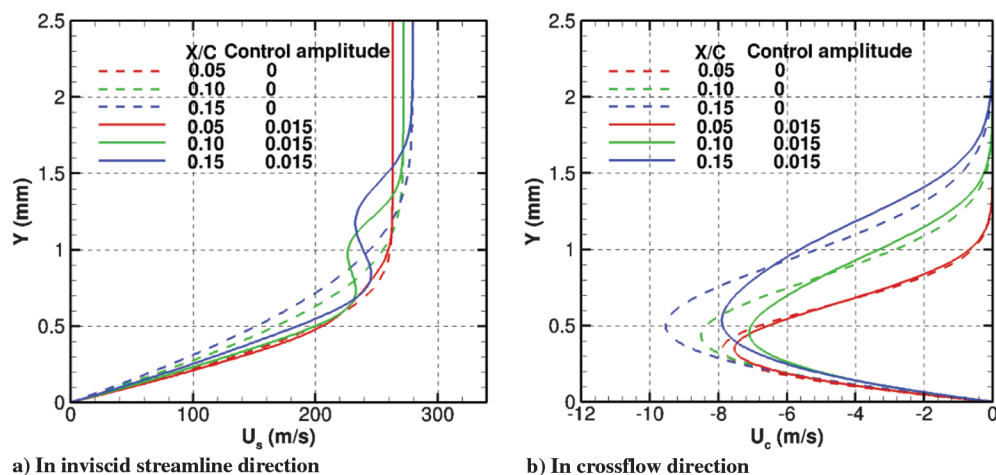 2.5
2
1.5
1
0.5
0
Y (mm)
X/C Control amplitude
0.05 0
0.10 0
0.15 0
0.05 0.015
0.10 0.015
0.15 0.015
0 100 200 300
Us (m/s)
a) In inviscid streamline direction
2.5
2
1.5
1
0.5
0
Y (mm)
X/C Control amplitude
0.05 0
0.10 0
0.15 0
0.05 0.015
0.10 0.015
0.15 0.015
-12 -10 -8 -6 -4 -2 0
Uc (m/s)
b) In crossflow direction